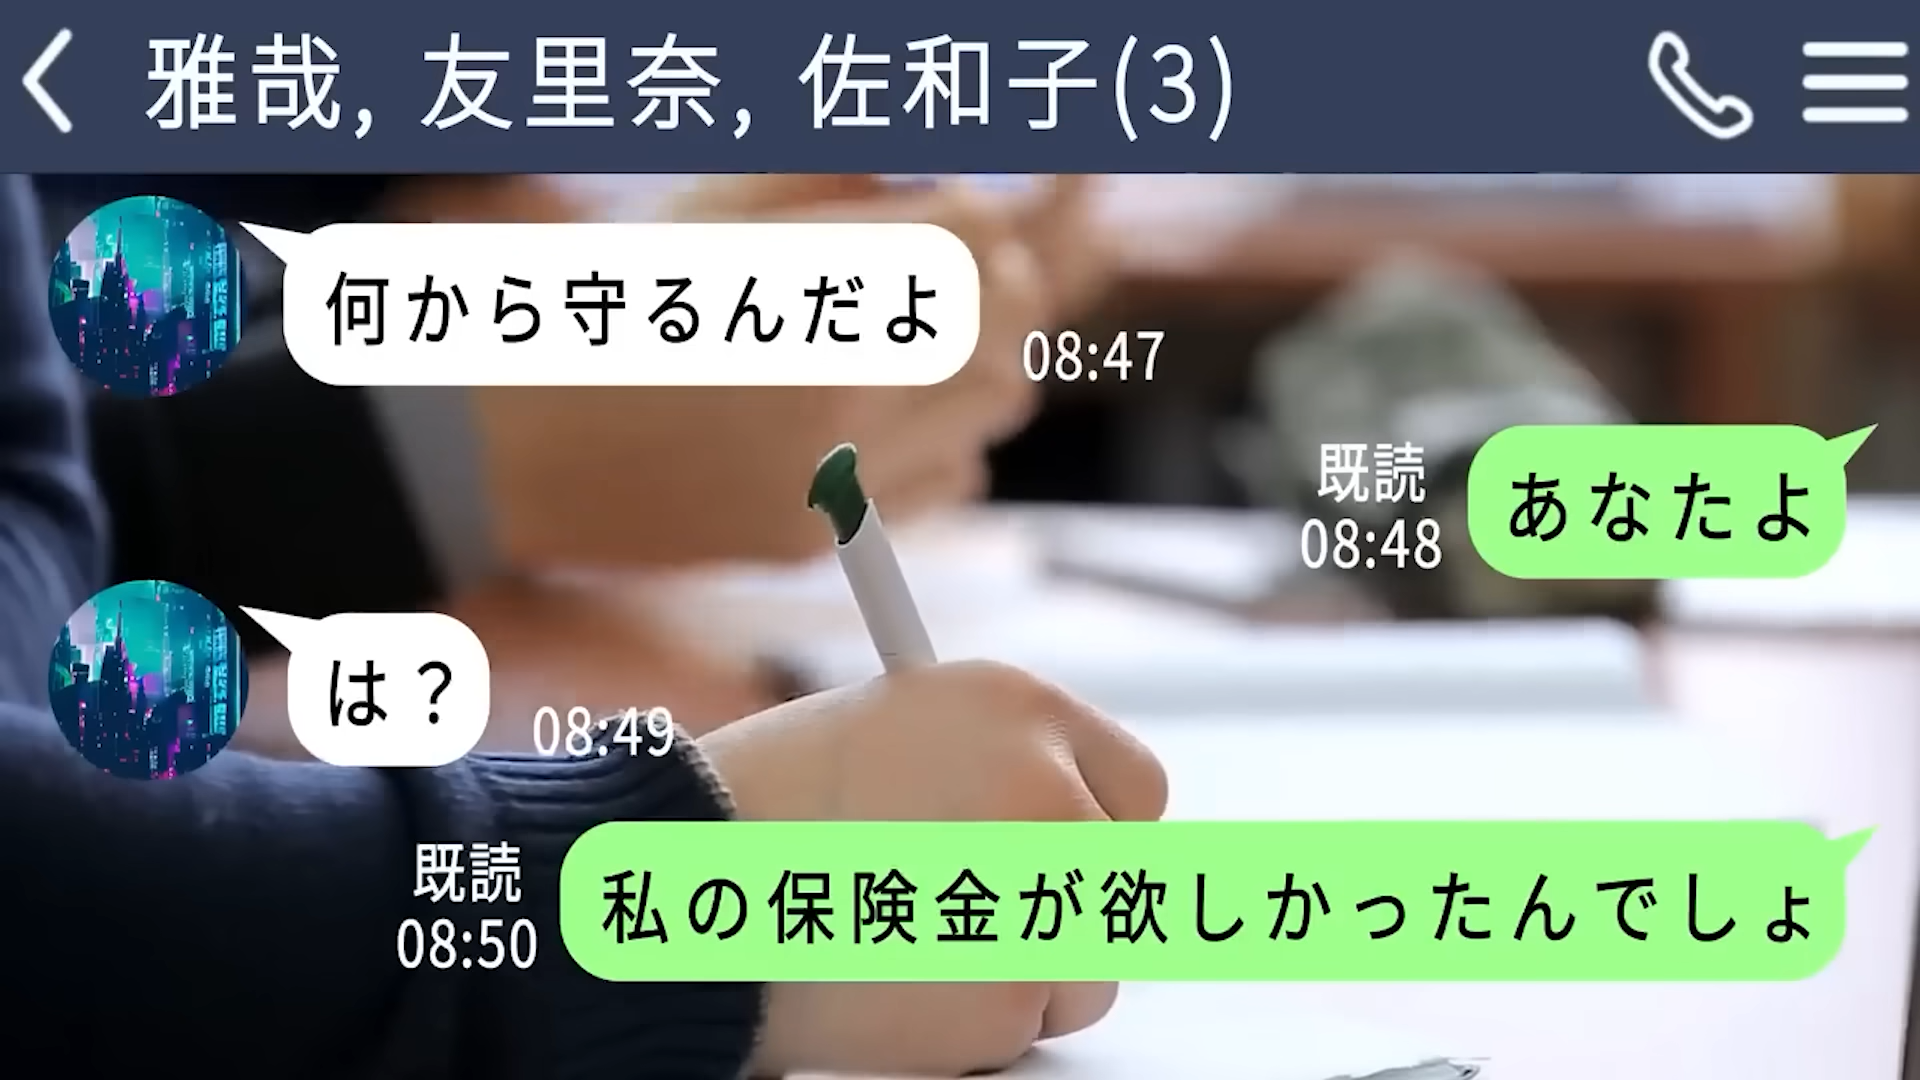 雅哉, 友里奈, 佐和子(3)
何から守るんだよ
08:47
既読
08:48
あなたよ
は？
08:49
既読
08:50
私の保険金が欲しかったんでしょ